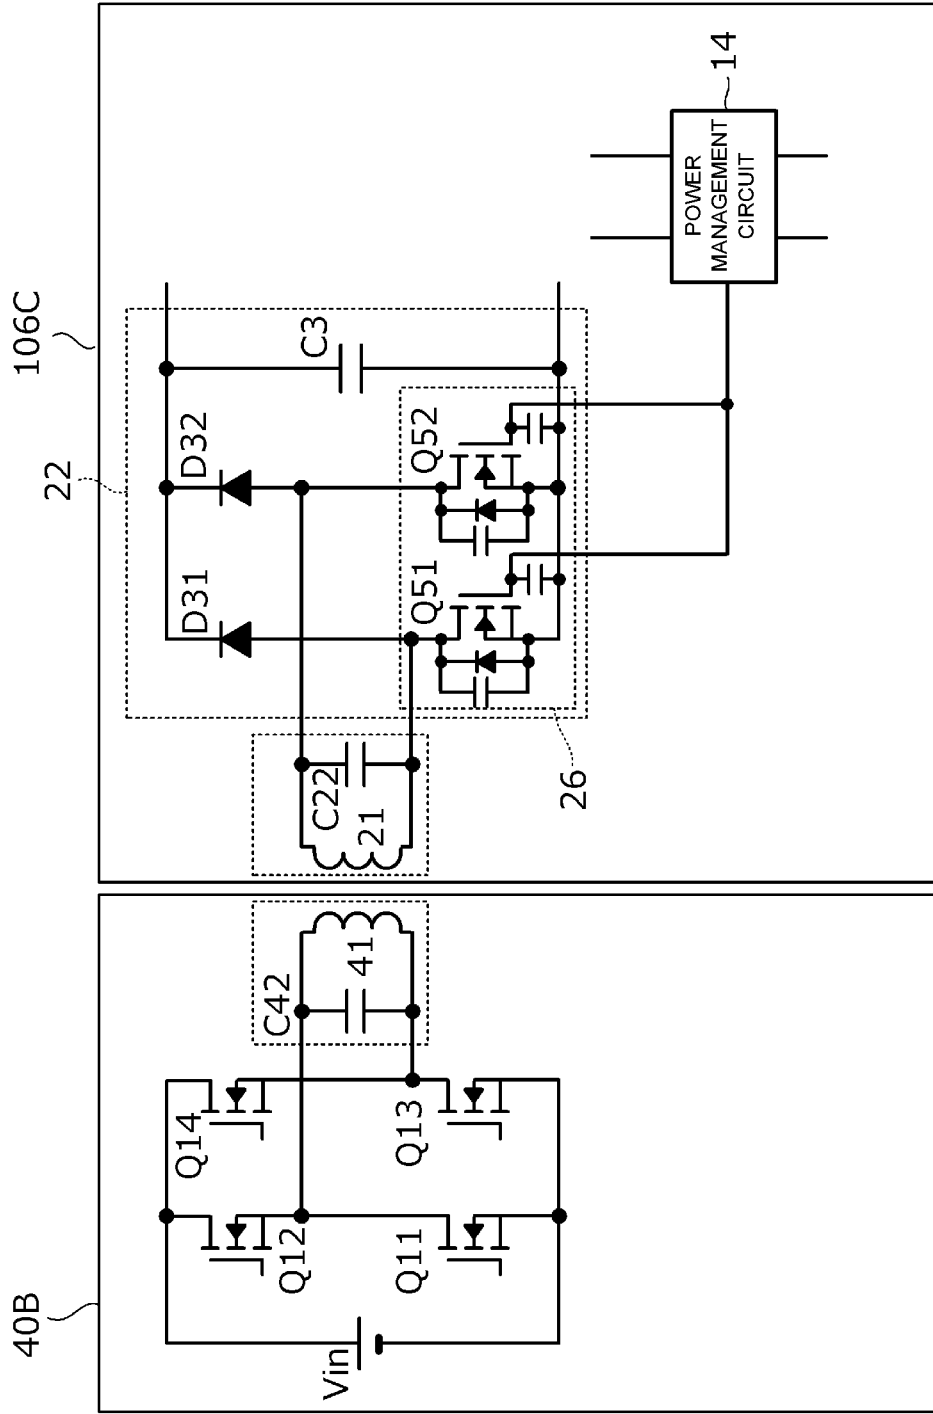 40B
106C
22
14
Vin
Q12
Q14
Q11
Q13
C42
41
C22
21
D31
D32
C3
Q51
Q52
26
POWER
MANAGEMENT
CIRCUIT